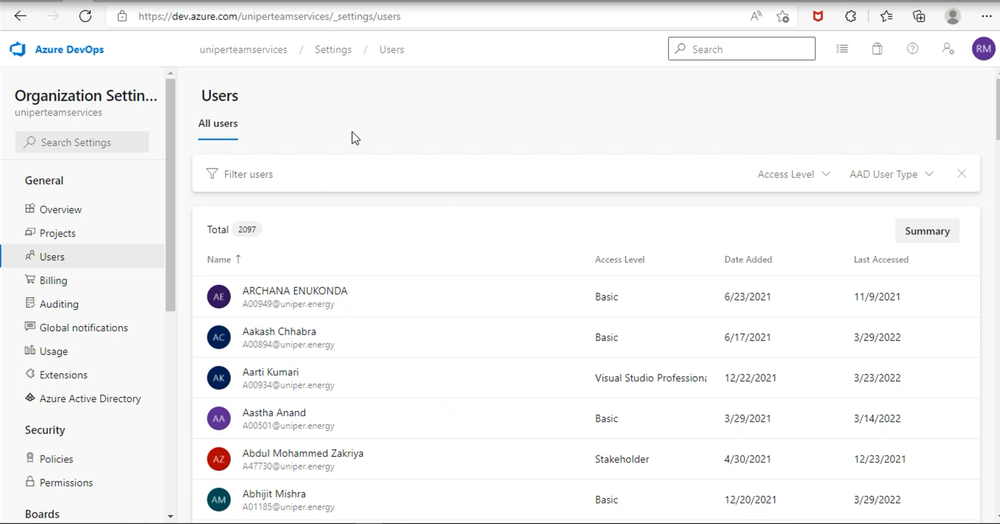 https://dev.azure.com/uniperteamservices/_settings/users
Azure DevOps
uniperteamservices / Settings / Users
Search
RM
Organization Settin...
uniperteamservices
Search Settings
General
Overview
Projects
Users
Billing
Auditing
Global notifications
Usage
Extensions
Azure Active Directory
Security
Policies
Permissions
Boards
Users
All users
Filter users Access Level AAD User Type
Total 2097 Summary
Name ↑ Access Level Date Added Last Accessed
AE ARCHANA ENUKONDA Basic 6/23/2021 11/9/2021
A00949@uniper.energy
AC Aakash Chhabra Basic 6/17/2021 3/29/2022
A00894@uniper.energy
AK Aarti Kumari Visual Studio Professiona 12/22/2021 3/23/2022
A00934@uniper.energy
AA Aastha Anand Basic 3/29/2021 3/14/2022
A00501@uniper.energy
AZ Abdul Mohammed Zakriya Stakeholder 4/30/2021 12/23/2021
A47730@uniper.energy
AM Abhijit Mishra Basic 12/20/2021 3/29/2022
A01185@uniper.energy